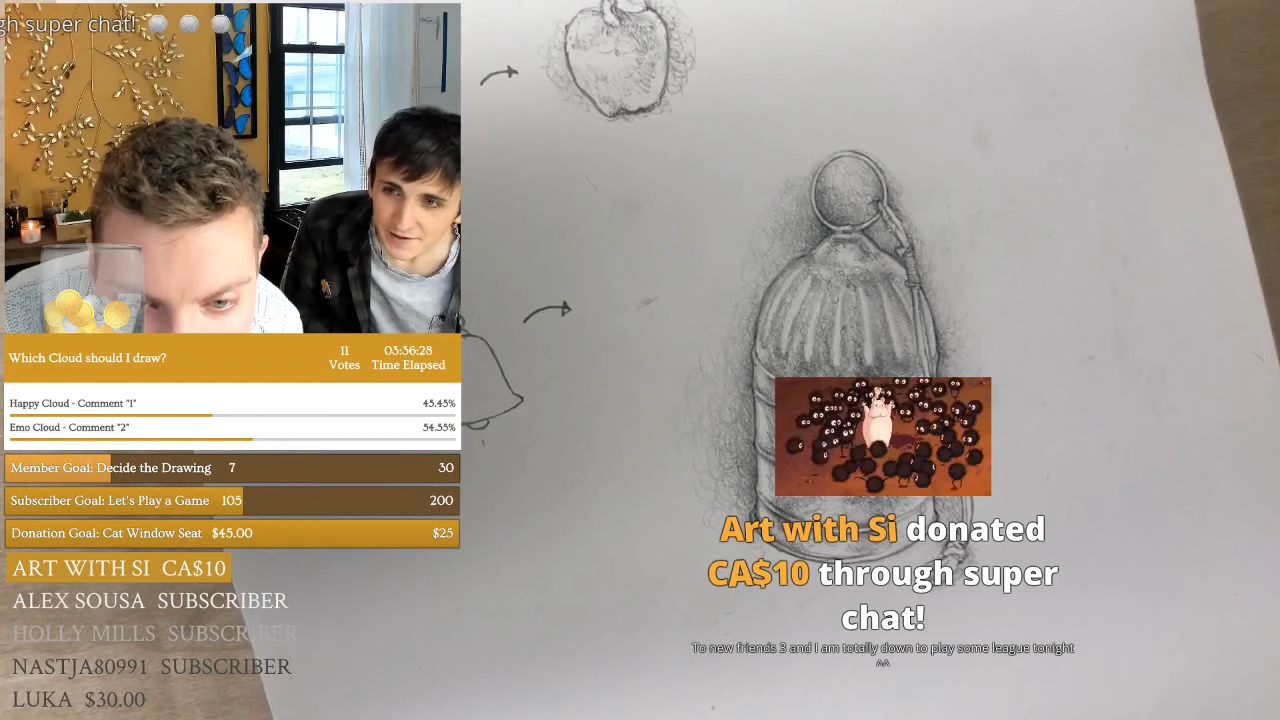 gh super chat!
Which Cloud should I draw?
11 Votes
03:36:28 Time Elapsed
Happy Cloud - Comment "1" 45.45%
Emo Cloud - Comment "2" 54.55%
Member Goal: Decide the Drawing 7 30
Subscriber Goal: Let's Play a Game 105 200
Donation Goal: Cat Window Seat $45.00 $25
ART WITH SI CA$10
ALEX SOUSA SUBSCRIBER
HOLLY MILLS SUBSCRIBER
NASTJA80991 SUBSCRIBER
LUKA $30.00
Art with Si donated
CA$10 through super
chat!
To new friends 3 and I am totally down to play some league tonight
^^